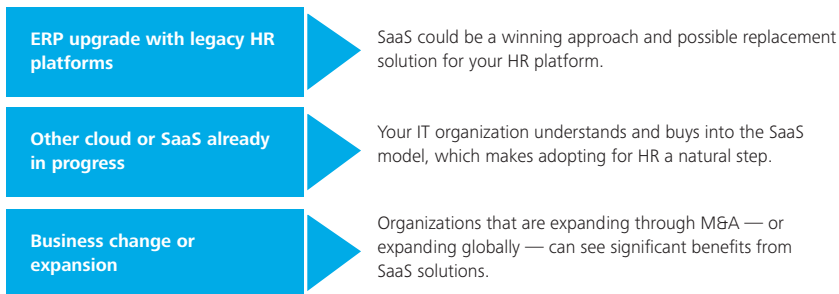 ERP upgrade with legacy HR
platforms
SaaS could be a winning approach and possible replacement
solution for your HR platform.
Other cloud or SaaS already
in progress
Your IT organization understands and buys into the SaaS
model, which makes adopting for HR a natural step.
Business change or
expansion
Organizations that are expanding through M&A — or
expanding globally — can see significant benefits from
SaaS solutions.